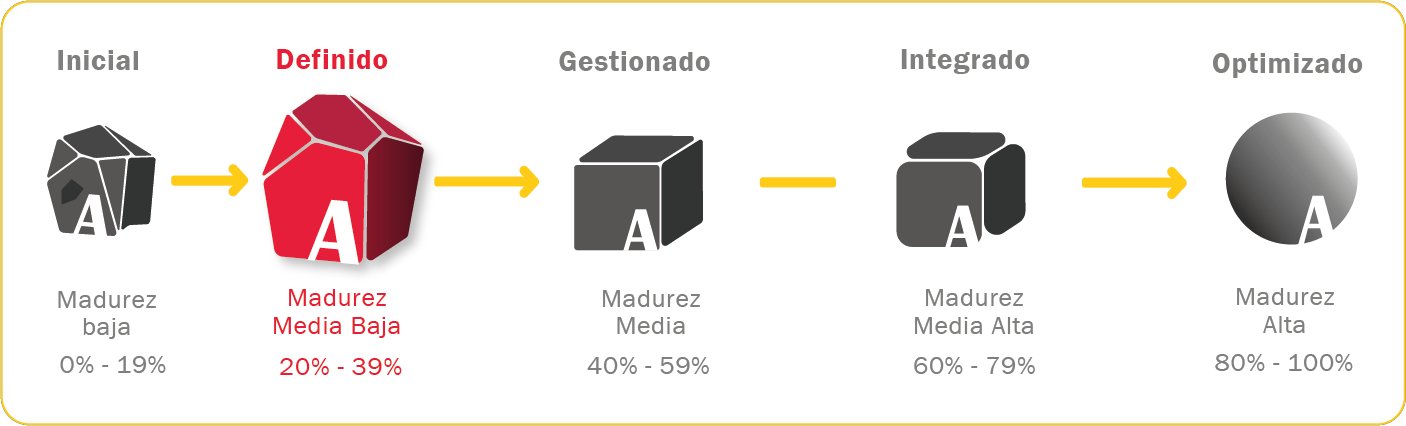 Inicial
Definido
Gestionado
Integrado
Optimizado
A
A
A
A
A
Madurez
baja
0% - 19%
Madurez
Media Baja
20% - 39%
Madurez
Media
40% - 59%
Madurez
Media Alta
60% - 79%
Madurez
Alta
80% - 100%